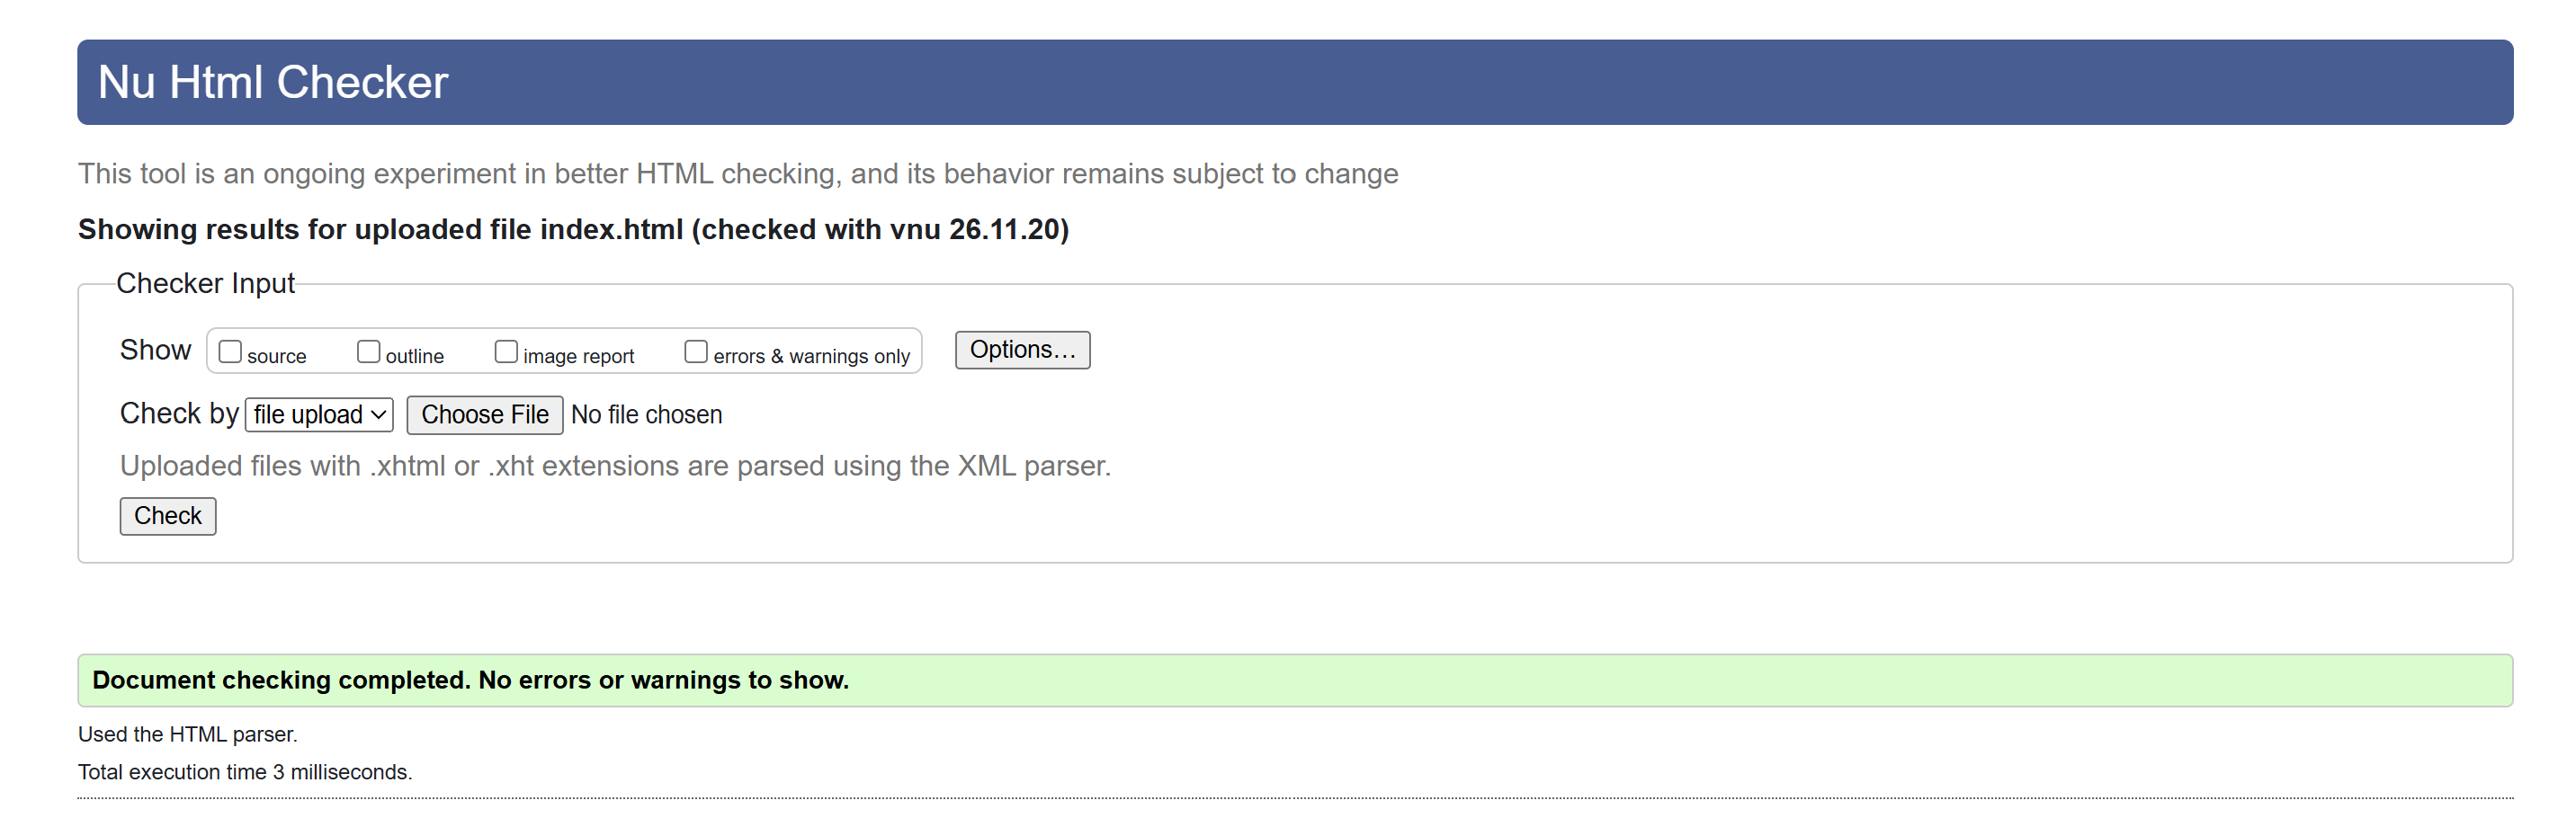 Nu Html Checker
This tool is an ongoing experiment in better HTML checking, and its behavior remains subject to change
Showing results for uploaded file index.html (checked with vnu 26.11.20)
Checker Input
Show source outline image report errors & warnings only Options...
Check by file upload Choose File No file chosen
Uploaded files with .xhtml or .xht extensions are parsed using the XML parser.
Check
Document checking completed. No errors or warnings to show.
Used the HTML parser.
Total execution time 3 milliseconds.